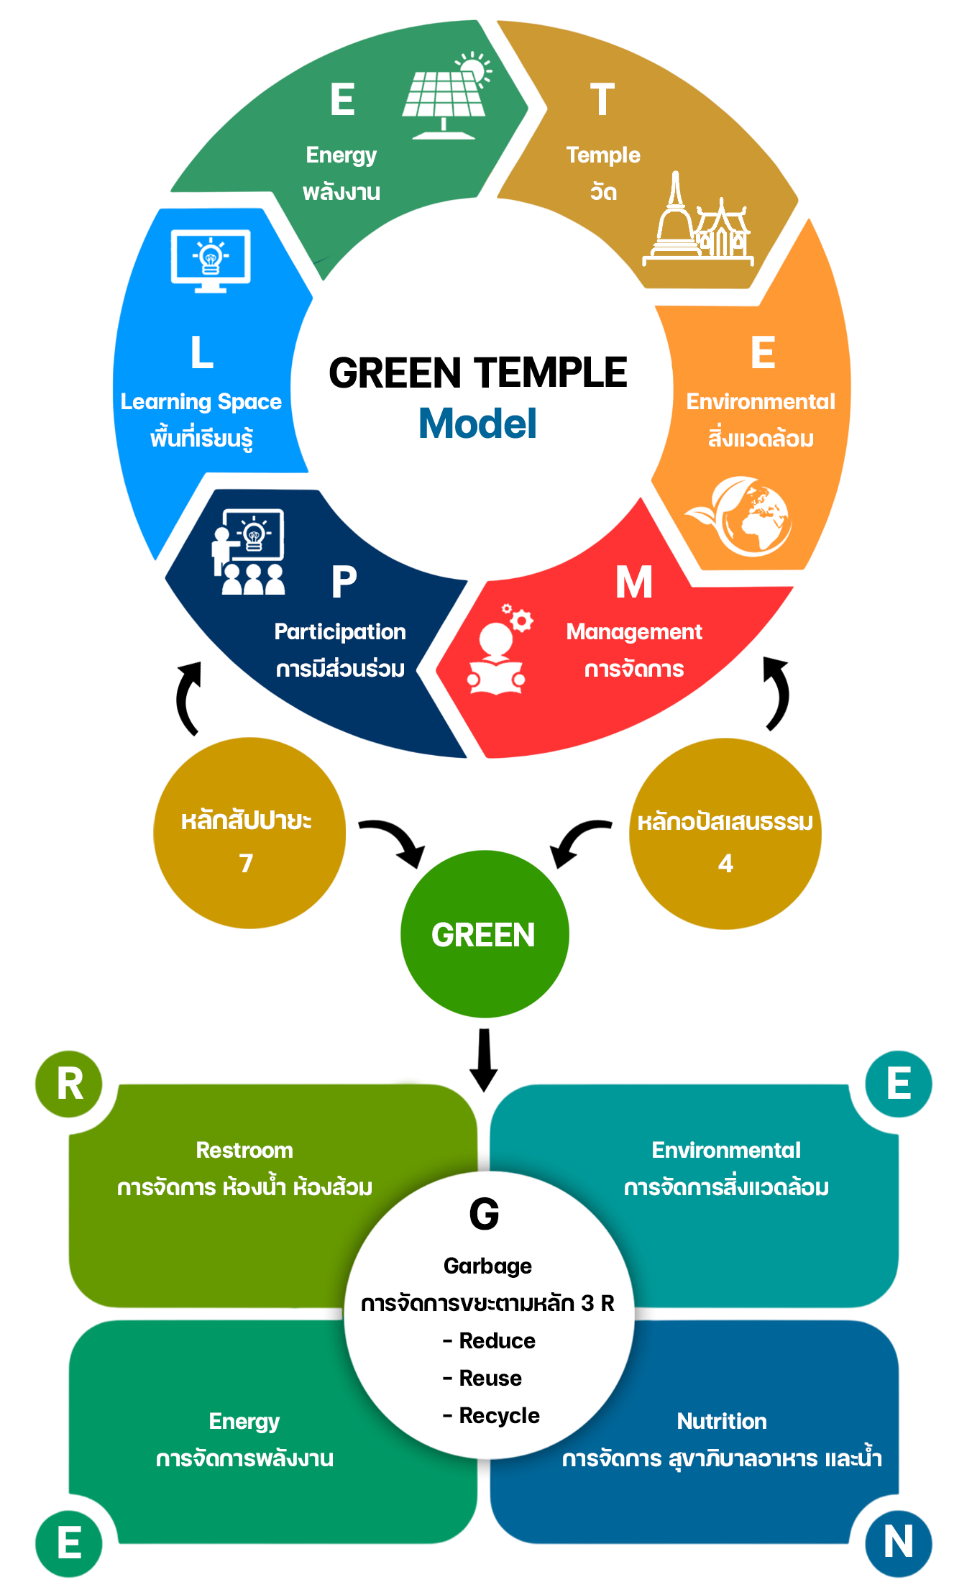 E
Energy
พลังงาน
T
Temple
วัด
L
Learning Space
พื้นที่เรียนรู้
GREEN TEMPLE
Model
E
Environmental
สิ่งแวดล้อม
P
Participation
การมีส่วนร่วม
M
Management
การจัดการ
หลักสัปปายะ
7
หลักอปัสเสนธรรม
4
GREEN
R
Restroom
การจัดการ ห้องน้ำ ห้องส้วม
E
Environmental
การจัดการสิ่งแวดล้อม
G
Garbage
การจัดการขยะตามหลัก 3 R
- Reduce
- Reuse
- Recycle
Energy
การจัดการพลังงาน
E
Nutrition
การจัดการ สุขาภิบาลอาหาร และน้ำ
N